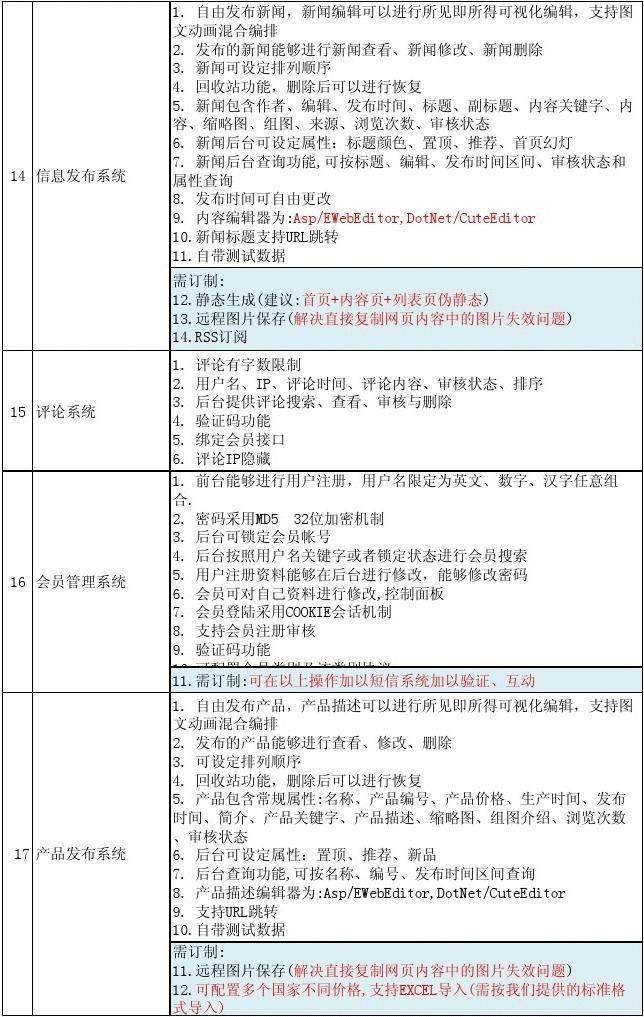 14 信息发布系统
1. 自由发布新闻，新闻编辑可以进行所见即所得可视化编辑，支持图
文动画混合编排
2. 发布的新闻能够进行新闻查看、新闻修改、新闻删除
3. 新闻可设定排列顺序
4. 回收站功能，删除后可以进行恢复
5. 新闻包含作者、编辑、发布时间、标题、副标题、内容关键字、内
容、缩略图、组图、来源、浏览次数、审核状态
6. 新闻后台可设定属性：标题颜色、置顶、推荐、首页幻灯
7. 新闻后台查询功能,可按标题、编辑、发布时间区间、审核状态和
属性查询
8. 发布时间可自由更改
9. 内容编辑器为:Asp/EWebEditor,DotNet/CuteEditor
10.新闻标题支持URL跳转
11.自带测试数据
需订制:
12.静态生成(建议:首页+内容页+列表页伪静态)
13.远程图片保存(解决直接复制网页内容中的图片失效问题)
14.RSS订阅
15 评论系统
1. 评论有字数限制
2. 用户名、IP、评论时间、评论内容、审核状态、排序
3. 后台提供评论搜索、查看、审核与删除
4. 验证码功能
5. 绑定会员接口
6. 评论IP隐藏
16 会员管理系统
1. 前台能够进行用户注册，用户名限定为英文、数字、汉字任意组
合.
2. 密码采用MD5 32位加密机制
3. 后台可锁定会员帐号
4. 后台按照用户名关键字或者锁定状态进行会员搜索
5. 用户注册资料能够在后台进行修改，能够修改密码
6. 会员可对自己资料进行修改,控制面板
7. 会员登陆采用COOKIE会话机制
8. 支持会员注册审核
9. 验证码功能
11.需订制:可在以上操作加以短信系统加以验证、互动
17 产品发布系统
1. 自由发布产品，产品描述可以进行所见即所得可视化编辑，支持图
文动画混合编排
2. 发布的产品能够进行查看、修改、删除
3. 可设定排列顺序
4. 回收站功能，删除后可以进行恢复
5. 产品包含常规属性:名称、产品编号、产品价格、生产时间、发布
时间、简介、产品关键字、产品描述、缩略图、组图介绍、浏览次数
、审核状态
6. 后台可设定属性：置顶、推荐、新品
7. 后台查询功能,可按名称、编号、发布时间区间查询
8. 产品描述编辑器为:Asp/EWebEditor,DotNet/CuteEditor
9. 支持URL跳转
10.自带测试数据
需订制:
11.远程图片保存(解决直接复制网页内容中的图片失效问题)
12.可配置多个国家不同价格,支持EXCEL导入(需按我们提供的标准格
式导入)